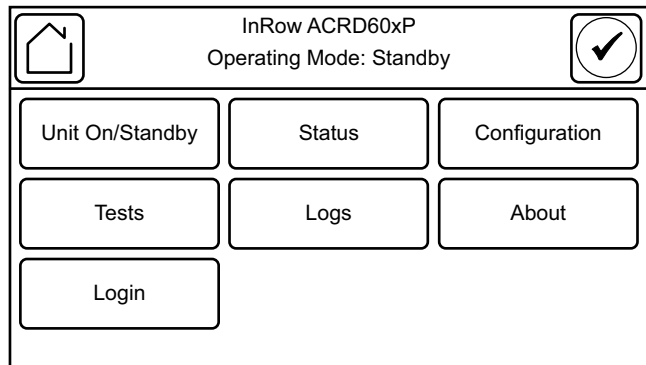 InRow ACRD60xP
Operating Mode: Standby
Unit On/Standby
Status
Configuration
Tests
Logs
About
Login